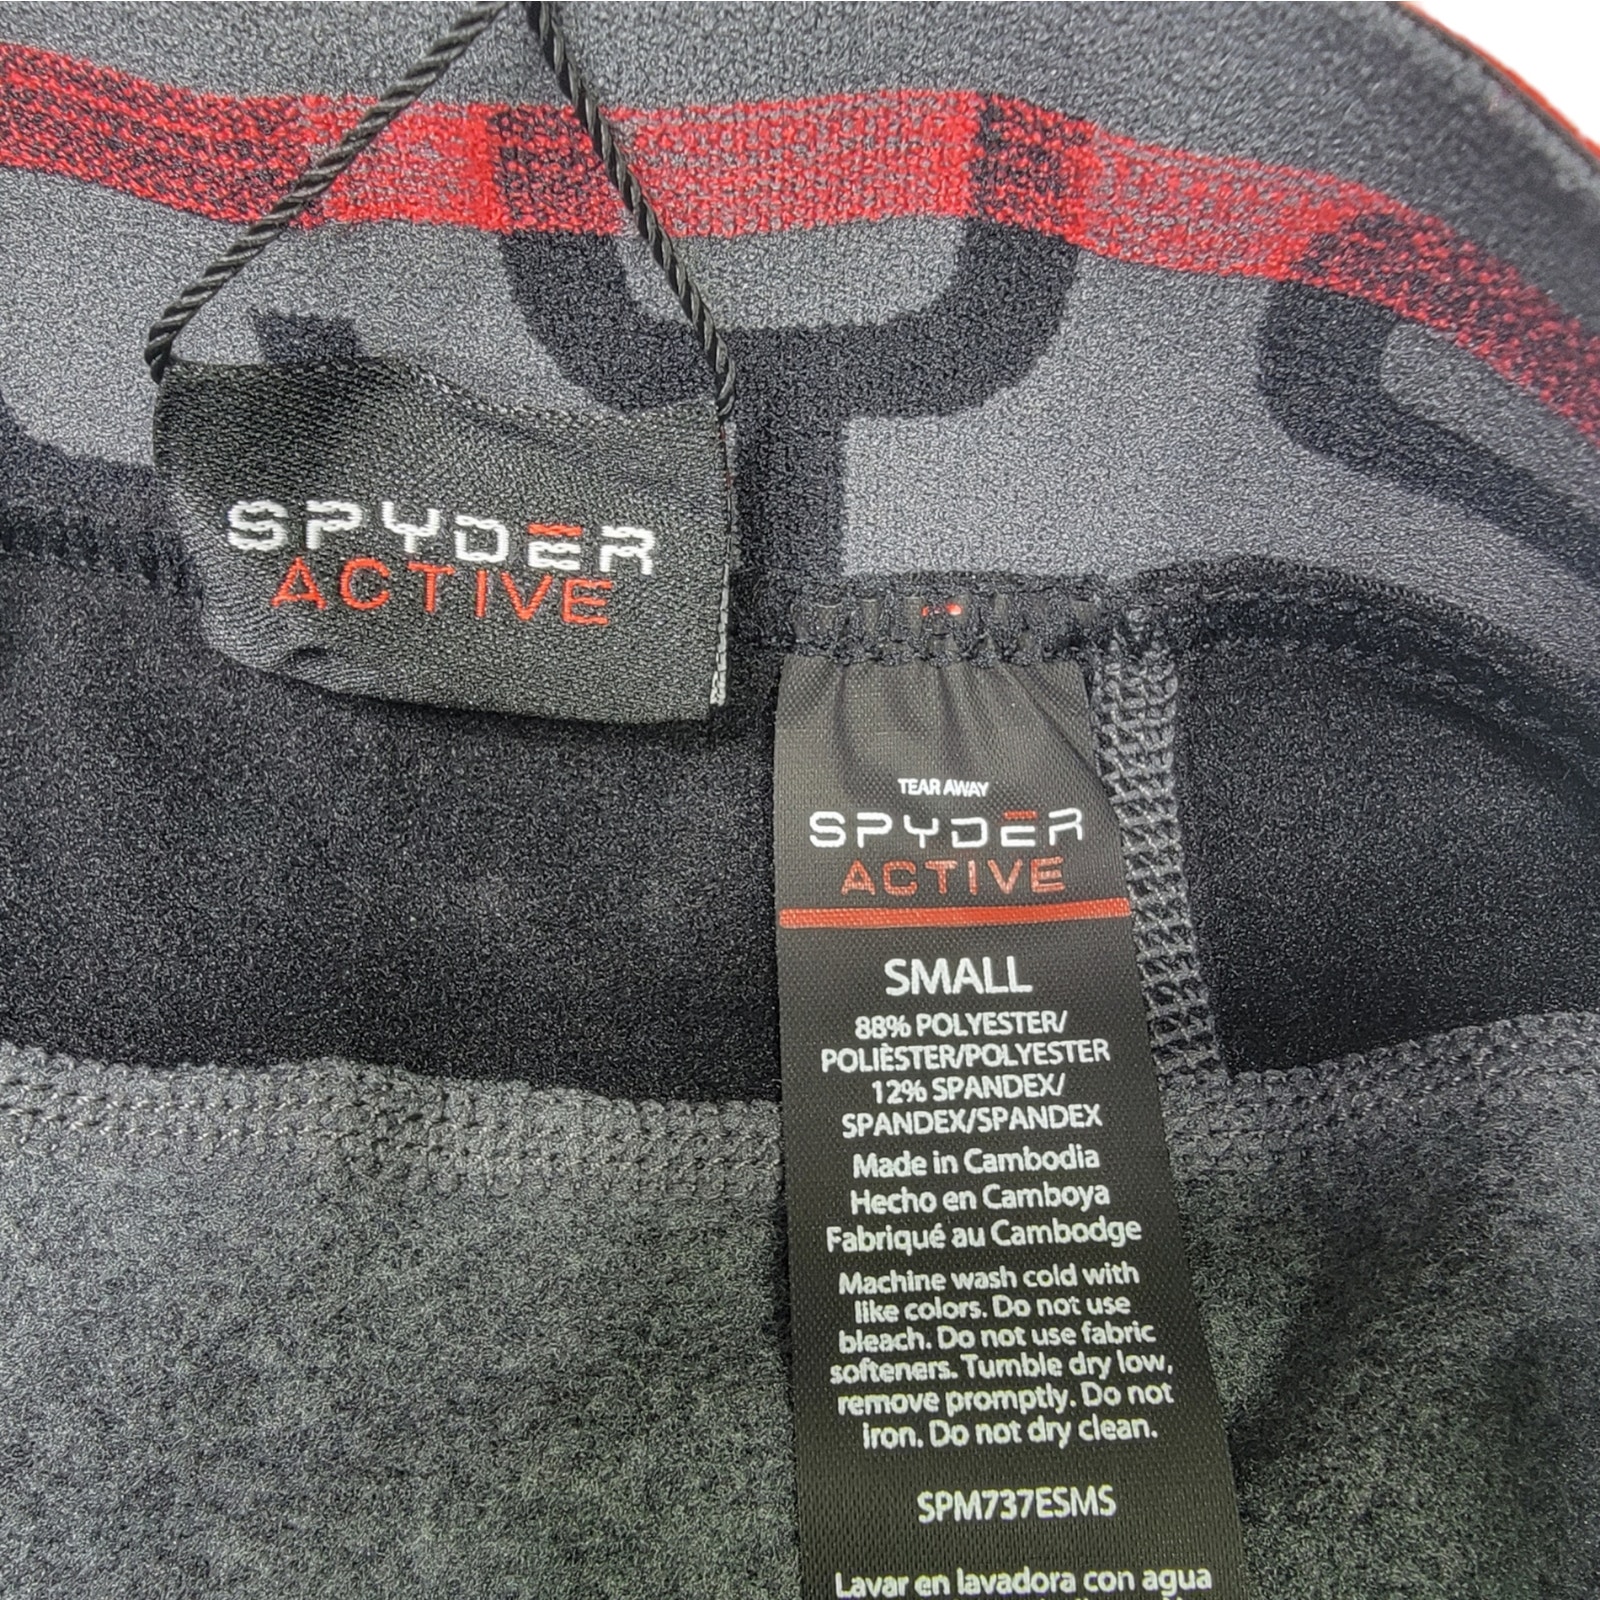 SPYDER
ACTIVE
TEAR AWAY
SPYDER
ACTIVE
SMALL
88% POLYESTER/
POLIÈSTER/POLYESTER
12% SPANDEX/
SPANDEX/SPANDEX
Made in Cambodia
Hecho en Camboya
Fabriqué au Cambodge
Machine wash cold with
like colors. Do not use
bleach. Do not use fabric
softeners. Tumble dry low,
remove promptly. Do not
iron. Do not dry clean.
SPM737ESMS
Lavar en lavadora con agua